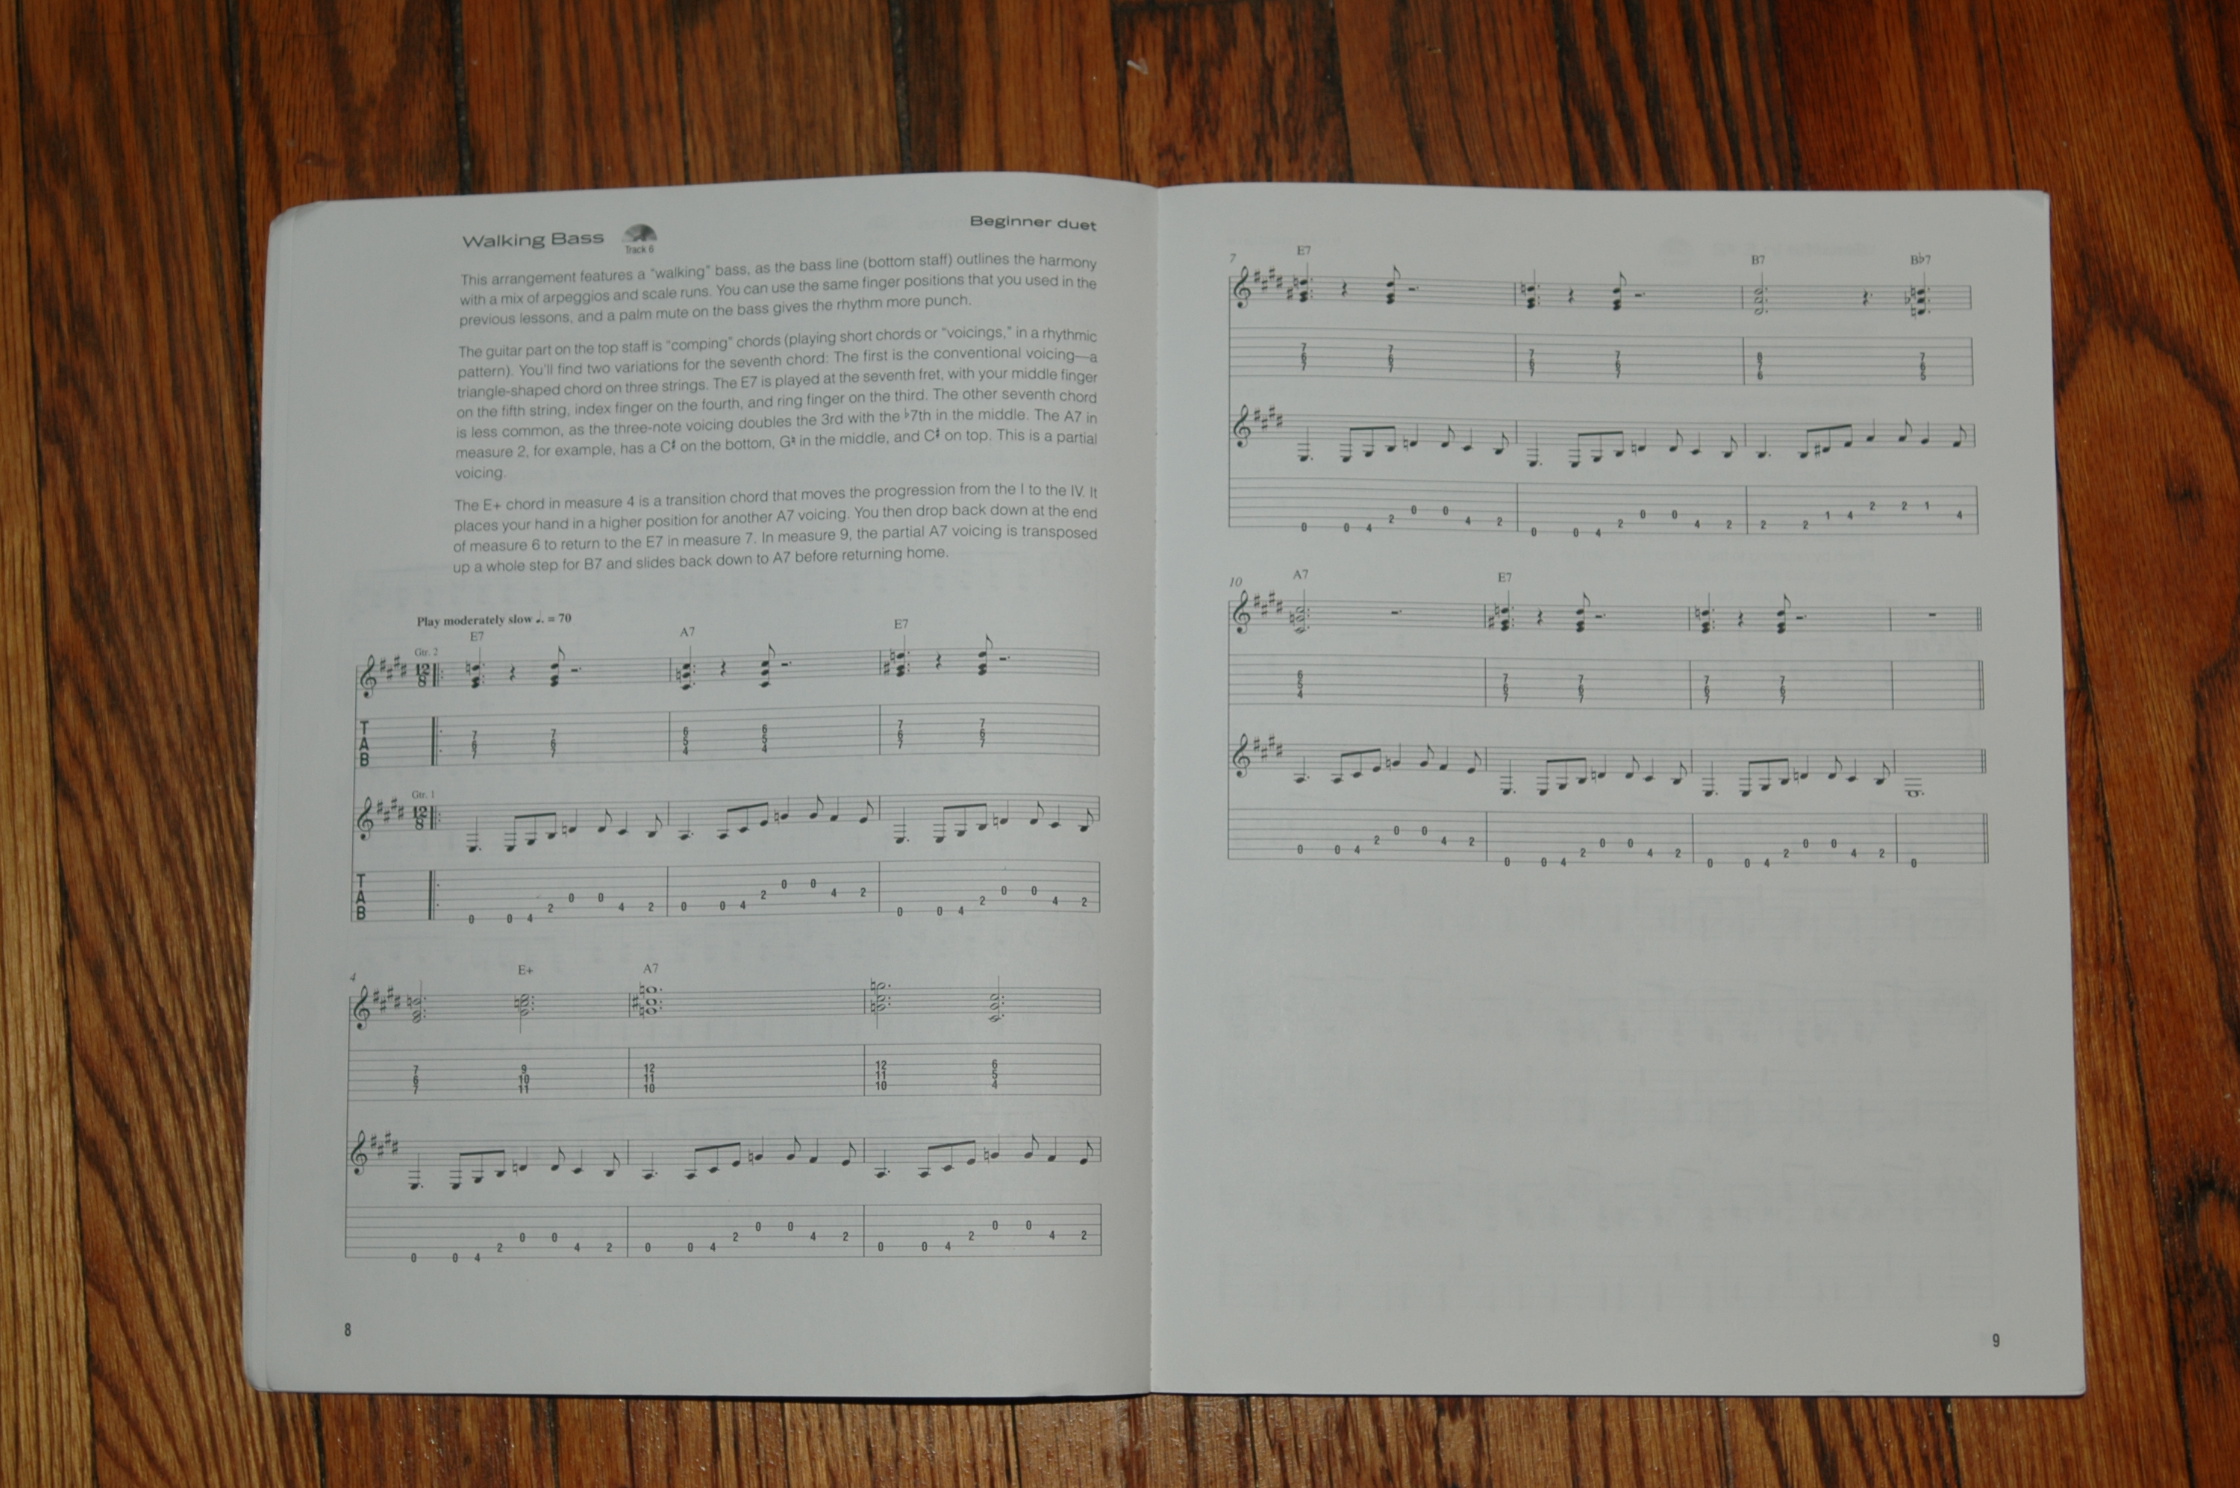 Walking Bass
Track 6
Beginner duet
This arrangement features a "walking" bass, as the bass line (bottom staff) outlines the harmony
with a mix of arpeggios and scale runs. You can use the same finger positions that you used in the
previous lessons, and a palm mute on the bass gives the rhythm more punch.
The guitar part on the top staff is "comping" chords (playing short chords or "voicings," in a rhythmic
pattern). You'll find two variations for the seventh chord: The first is the conventional voicing—a
triangle-shaped chord on three strings. The E7 is played at the seventh fret, with your middle finger
on the fifth string, index finger on the fourth, and ring finger on the third. The other seventh chord
is less common, as the three-note voicing doubles the 3rd with the ♭7th in the middle. The A7 in
measure 2, for example, has a C♯ on the bottom, G♮ in the middle, and C♯ on top. This is a partial
voicing.
The E+ chord in measure 4 is a transition chord that moves the progression from the I to the IV. It
places your hand in a higher position for another A7 voicing. You then drop back down at the end
of measure 6 to return to the E7 in measure 7. In measure 9, the partial A7 voicing is transposed
up a whole step for B7 and slides back down to A7 before returning home.
Play moderately slow ♩. = 70
E7 A7 E7
Gtr. 2
12
8
T
A
B
7 7 6 6 7 7
6 6 5 5 6 6
7 7 4 4 7 7
Gtr. 1
12
8
T
A
B
0 0 4 2 0 0 4 2 0 0 4 2 0 0 4 2 0 0 4 2 0 0 4 2
4 E+ A7
7 9 12 12 6
6 10 11 11 5
7 11 10 10 4
0 0 4 2 0 0 4 2 0 0 4 2 0 0 4 2 0 0 4 2 0 0 4 2
8
7 E7 B7 B♭7
7 7 7 7 8 7
6 6 6 6 7 6
7 7 7 7 6 5
0 0 4 2 0 0 4 2 0 0 4 2 0 0 4 2 2 2 1 4 2 2 1 4
10 A7 E7
6 7 7 7 7
5 6 6 6 6
4 7 7 7 7
0 0 4 2 0 0 4 2 0 0 4 2 0 0 4 2 0 0 4 2 0 0 4 2 0
9